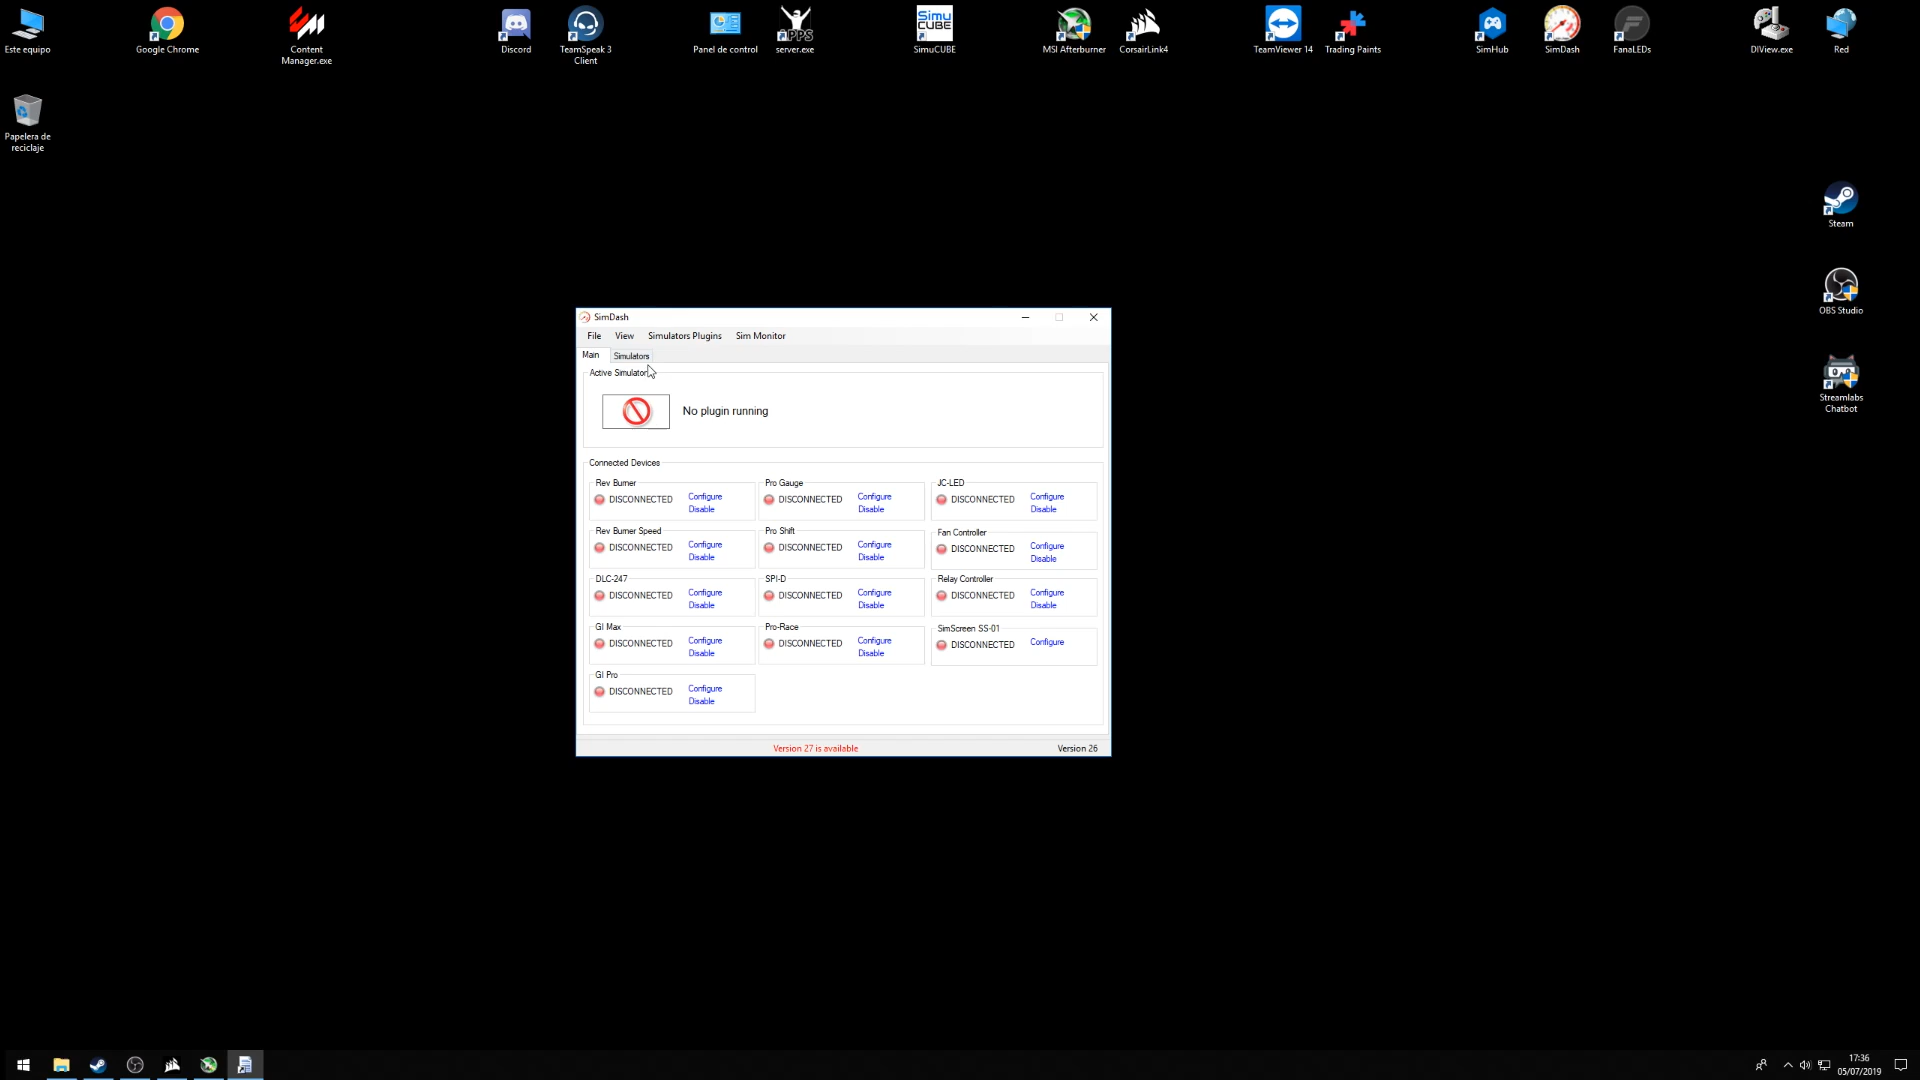 Este equipo
Google Chrome
Content
Manager.exe
Discord
TeamSpeak 3
Client
Panel de control
APPS
server.exe
Simu
CUBE
SimuCUBE
MSI Afterburner
CorsairLink4
TeamViewer 14
Trading Paints
SimHub
SimDash
FanaLEDs
DIView.exe
Red
Papelera de
reciclaje
Steam
OBS Studio
Streamlabs
Chatbot
SimDash
File View Simulators Plugins Sim Monitor
Main Simulators
Active Simulator
No plugin running
Connected Devices
Rev Burner
DISCONNECTED Configure
Disable
Pro Gauge
DISCONNECTED Configure
Disable
JC-LED
DISCONNECTED Configure
Disable
Rev Burner Speed
DISCONNECTED Configure
Disable
Pro Shift
DISCONNECTED Configure
Disable
Fan Controller
DISCONNECTED Configure
Disable
DLC-247
DISCONNECTED Configure
Disable
SPI-D
DISCONNECTED Configure
Disable
Relay Controller
DISCONNECTED Configure
Disable
GI Max
DISCONNECTED Configure
Disable
Pro-Race
DISCONNECTED Configure
Disable
SimScreen SS-01
DISCONNECTED Configure
GI Pro
DISCONNECTED Configure
Disable
Version 27 is available Version 26
17:36
05/07/2019